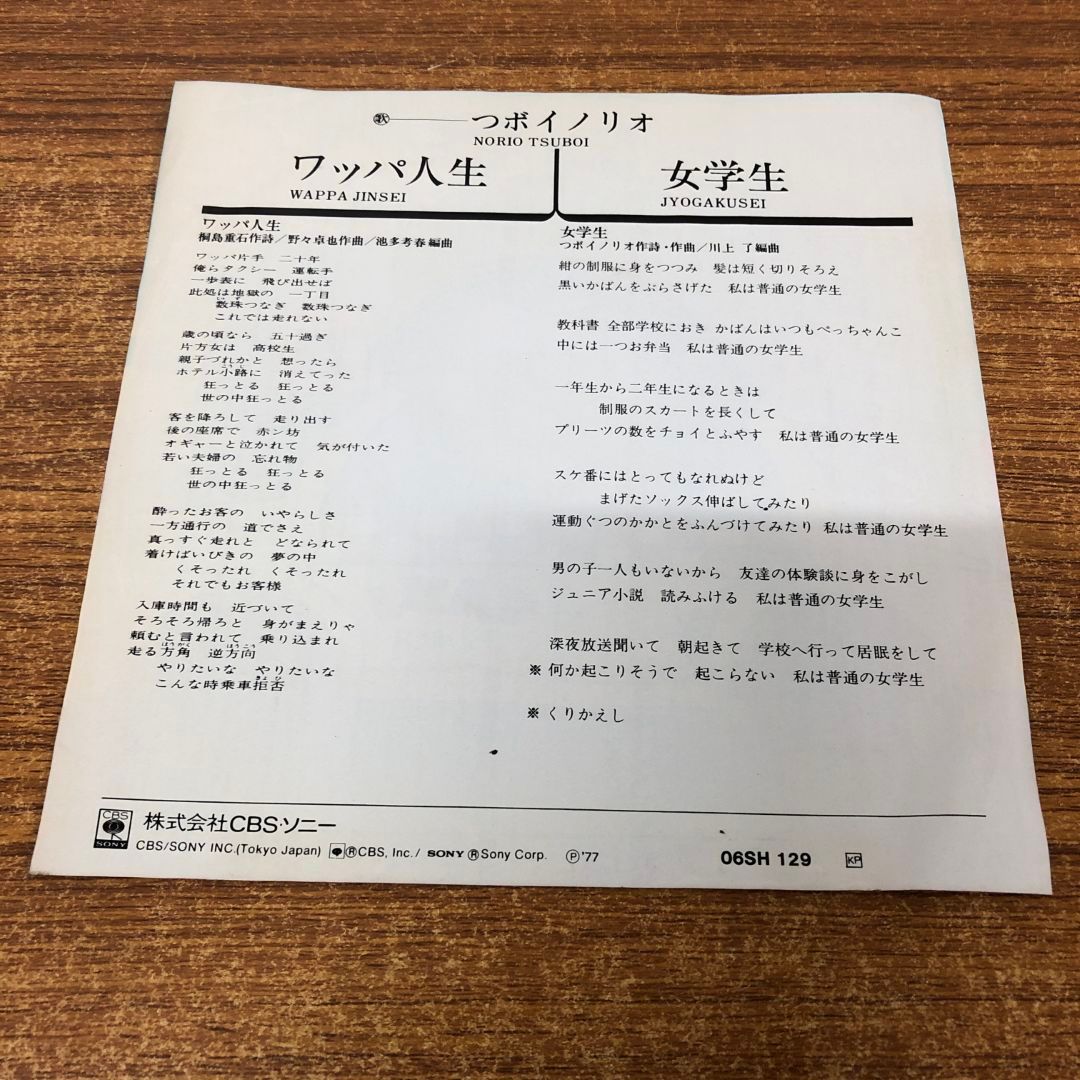 歌 つボイノリオ
NORIO TSUBOI
ワッパ人生
WAPPA JINSEI
女学生
JYOGAKUSEI
ワッパ人生
桐島重石作詩／野々卓也作曲／池多考春編曲
ワッパ片手 二十年
俺らタクシー 運転手
一歩表に 飛び出せば
此処は地獄の 一丁目
数珠つなぎ 数珠つなぎ
これでは走れない
歳の頃なら 五十過ぎ
片方女は 高校生
親子づれかと 想ったら
ホテル小路に 消えてった
狂っとる 狂っとる
世の中狂っとる
客を降ろして 走り出す
後の座席で 赤ン坊
オギャーと泣かれて 気が付いた
若い夫婦の 忘れ物
狂っとる 狂っとる
世の中狂っとる
酔ったお客の いやらしさ
一方通行の 道でさえ
真っすぐ走れと どなられて
着けばいびきの 夢の中
くそったれ くそったれ
それでもお客様
入庫時間も 近づいて
そろそろ帰ろと 身がまえりゃ
頼むと言われて 乗り込まれ
走る方角 逆方向
やりたいな やりたいな
こんな時乗車拒否
女学生
つボイノリオ作詩・作曲／川上 了編曲
紺の制服に身をつつみ 髪は短く切りそろえ
黒いかばんをぶらさげた 私は普通の女学生
教科書 全部学校におき かばんはいつもぺっちゃんこ
中には一つお弁当 私は普通の女学生
一年生から二年生になるときは
制服のスカートを長くして
プリーツの数をチョイとふやす 私は普通の女学生
スケ番にはとってもなれぬけど
まげたソックス伸ばしてみたり
運動ぐつのかかとをふんづけてみたり 私は普通の女学生
男の子一人もいないから 友達の体験談に身をこがし
ジュニア小説 読みふける 私は普通の女学生
深夜放送聞いて 朝起きて 学校へ行って居眠をして
※ 何か起こりそうで 起こらない 私は普通の女学生
※ くりかえし
CBS
SONY
株式会社CBS・ソニー
CBS/SONY INC.(Tokyo Japan) ®CBS, Inc./ SONY ®Sony Corp. ℗'77
06SH 129
KP